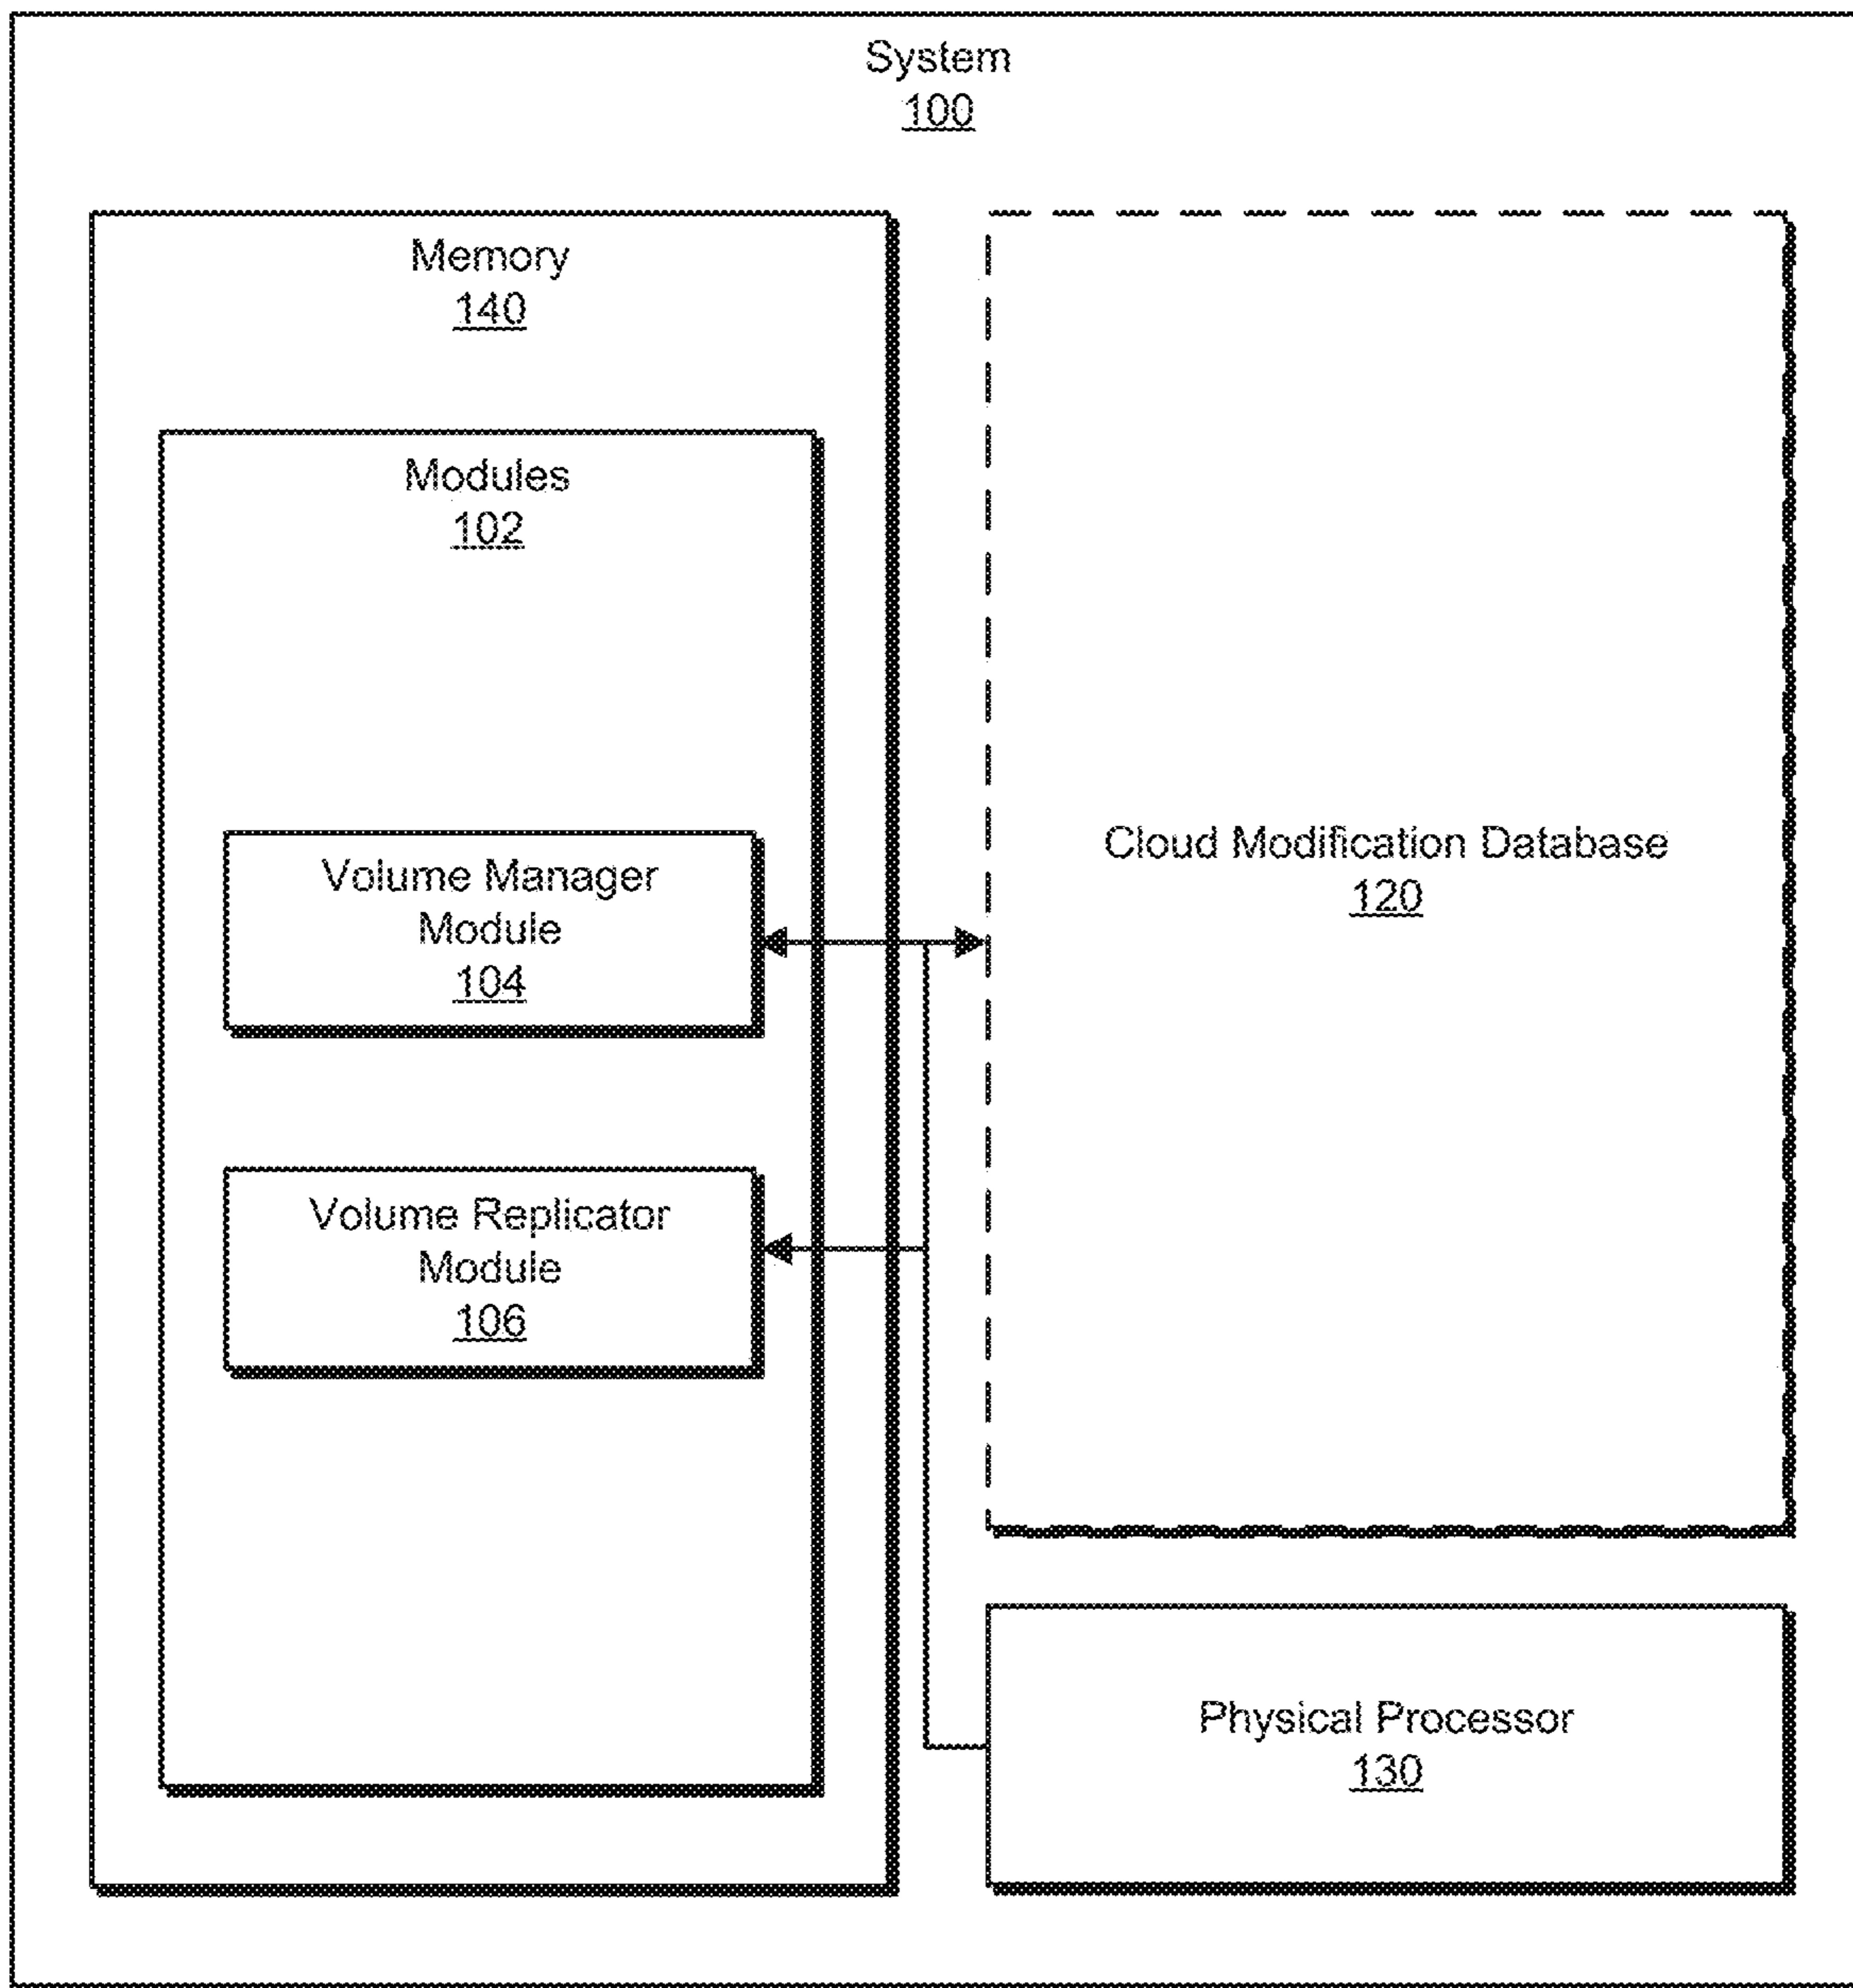 System
100
Memory
140
Modules
102
Volume Manager
Module
104
Volume Replicator
Module
106
Cloud Modification Database
120
Physical Processor
130